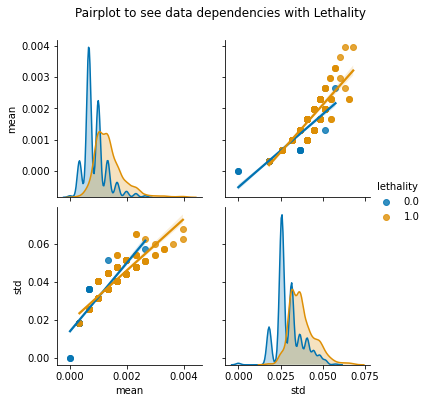 Pairplot to see data dependencies with Lethality
0.004
0.003
0.002
0.001
0.000
mean
lethality
0.0
1.0
0.06
0.04
0.02
0.00
std
0.000 0.002 0.004
mean
0.000 0.025 0.050 0.075
std